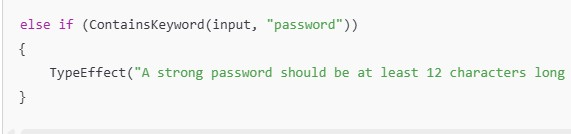 else if (ContainsKeyword(input, "password"))
{
    TypeEffect("A strong password should be at least 12 characters long
}